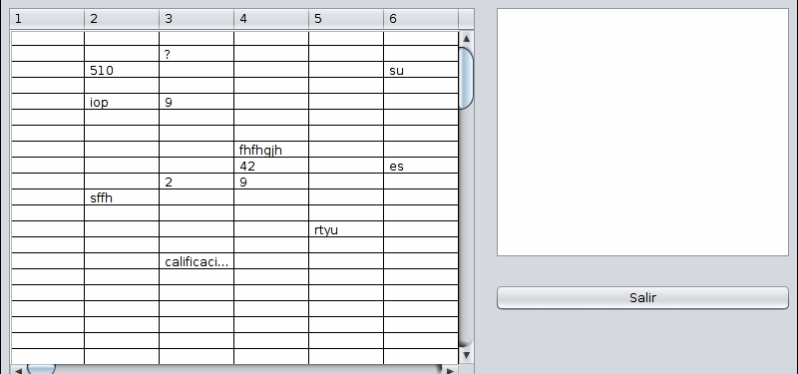 1 2 3 4 5 6
?
510 su
iop 9
fhfhgjh
42 es
2 9
sffh
rtyu
calificaci...
Salir